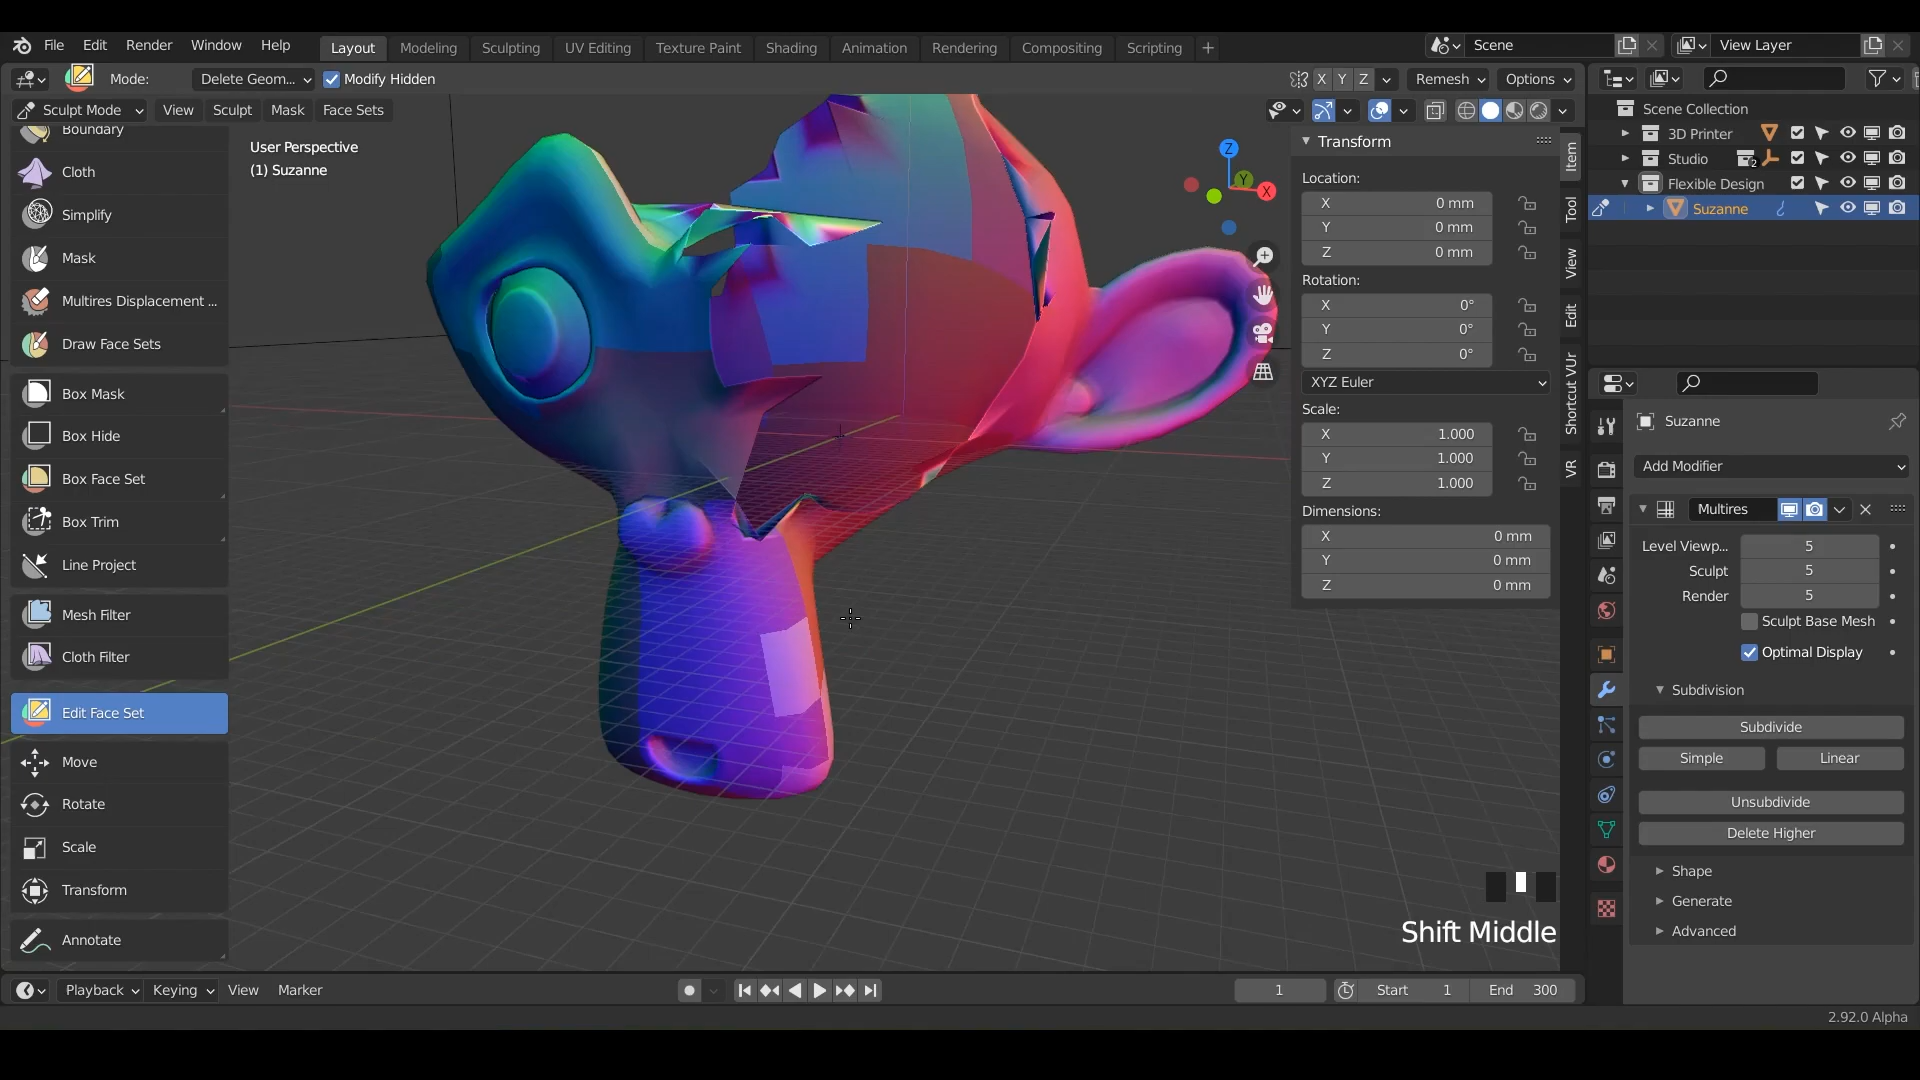 File Edit Render Window Help Layout Modeling Sculpting UV Editing Texture Paint Shading Animation Rendering Compositing Scripting + Scene View Layer
Mode: Delete Geom... Modify Hidden X Y Z Remesh Options
Sculpt Mode View Sculpt Mask Face Sets
Boundary
Cloth
Simplify
Mask
Multires Displacement ...
Draw Face Sets
Box Mask
Box Hide
Box Face Set
Box Trim
Line Project
Mesh Filter
Cloth Filter
Edit Face Set
Move
Rotate
Scale
Transform
Annotate
User Perspective
(1) Suzanne
Z
Y
X
Transform
Location:
X 0 mm
Y 0 mm
Z 0 mm
Rotation:
X 0°
Y 0°
Z 0°
XYZ Euler
Scale:
X 1.000
Y 1.000
Z 1.000
Dimensions:
X 0 mm
Y 0 mm
Z 0 mm
Item
Tool
View
Edit
Shortcut VUr
VR
Shift Middle
Scene Collection
3D Printer
Studio 2
Flexible Design
Suzanne
Suzanne
Add Modifier
Multires
Level Viewp... 5
Sculpt 5
Render 5
Sculpt Base Mesh
Optimal Display
Subdivision
Subdivide
Simple Linear
Unsubdivide
Delete Higher
Shape
Generate
Advanced
Playback Keying View Marker 1 Start 1 End 300
2.92.0 Alpha